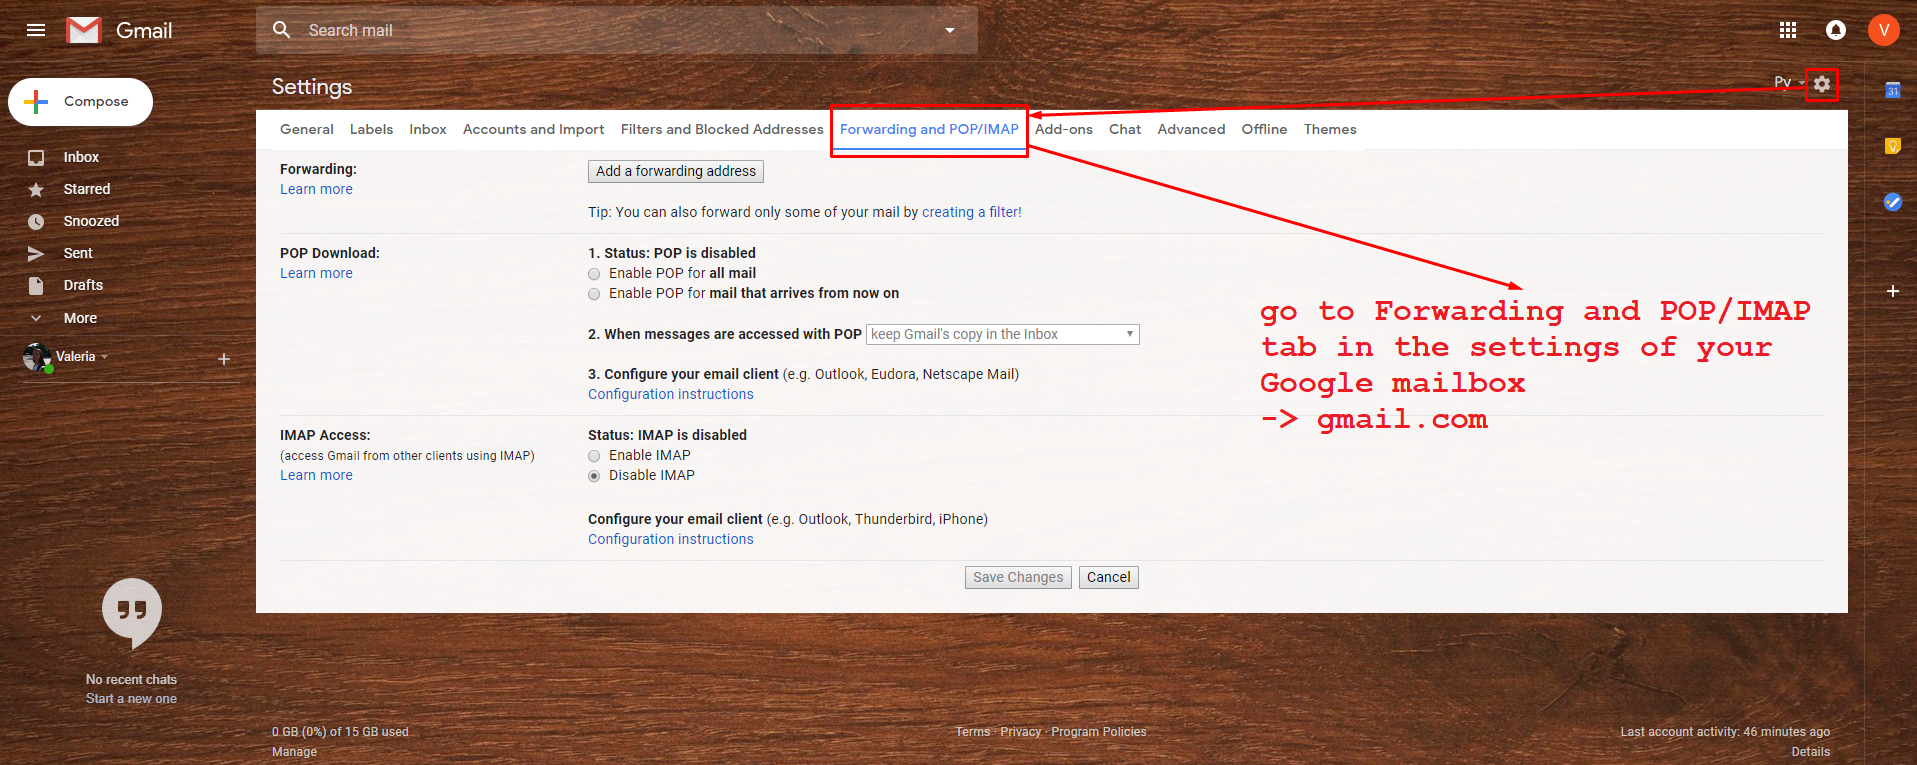 Gmail
Search mail
V
Compose
Settings
Ру
31
General Labels Inbox Accounts and Import Filters and Blocked Addresses Forwarding and POP/IMAP Add-ons Chat Advanced Offline Themes
Inbox
Starred
Snoozed
Sent
Drafts
More
Valeria
Forwarding:
Learn more
Add a forwarding address
Tip: You can also forward only some of your mail by creating a filter!
POP Download:
Learn more
1. Status: POP is disabled
Enable POP for all mail
Enable POP for mail that arrives from now on
2. When messages are accessed with POP keep Gmail's copy in the Inbox
3. Configure your email client (e.g. Outlook, Eudora, Netscape Mail)
Configuration instructions
go to Forwarding and POP/IMAP
tab in the settings of your
Google mailbox
-> gmail.com
IMAP Access:
(access Gmail from other clients using IMAP)
Learn more
Status: IMAP is disabled
Enable IMAP
Disable IMAP
Configure your email client (e.g. Outlook, Thunderbird, iPhone)
Configuration instructions
Save Changes Cancel
No recent chats
Start a new one
0 GB (0%) of 15 GB used
Manage
Terms · Privacy · Program Policies
Last account activity: 46 minutes ago
Details